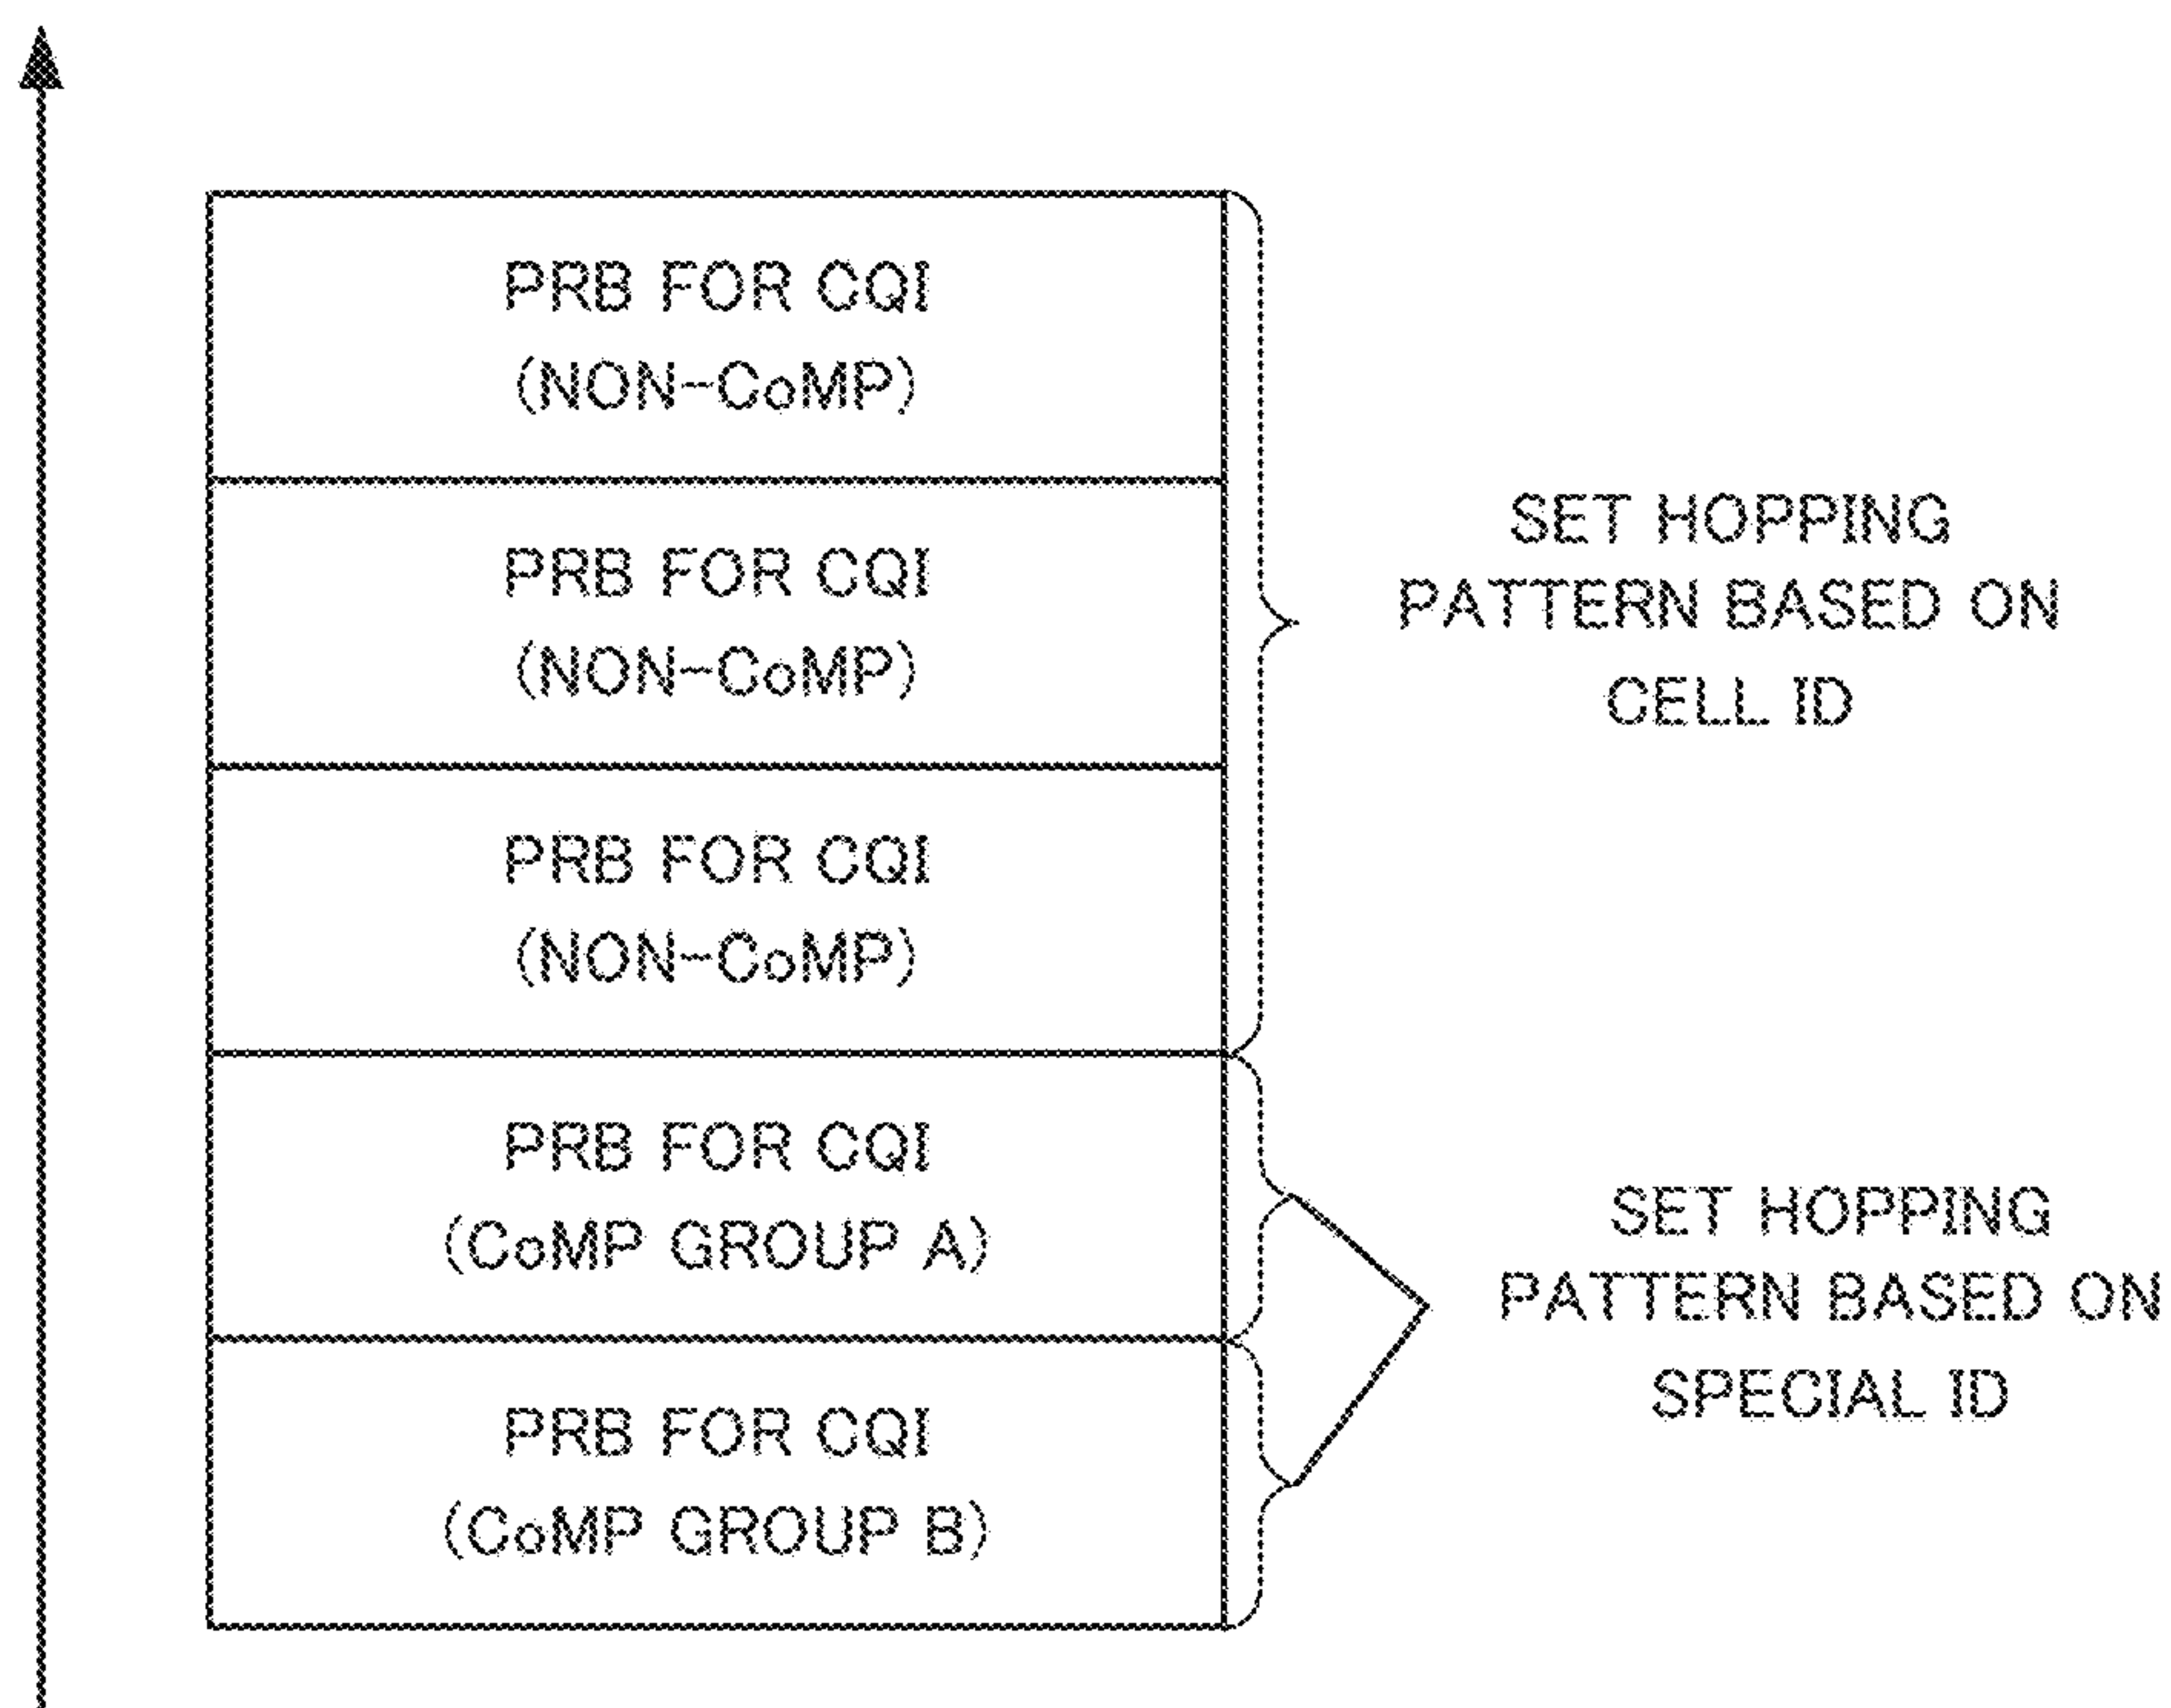 PRB FOR CQI
(NON-CoMP)
PRB FOR CQI
(NON-CoMP)
PRB FOR CQI
(NON-CoMP)
SET HOPPING
PATTERN BASED ON
CELL ID
PRB FOR CQI
(CoMP GROUP A)
PRB FOR CQI
(CoMP GROUP B)
SET HOPPING
PATTERN BASED ON
SPECIAL ID